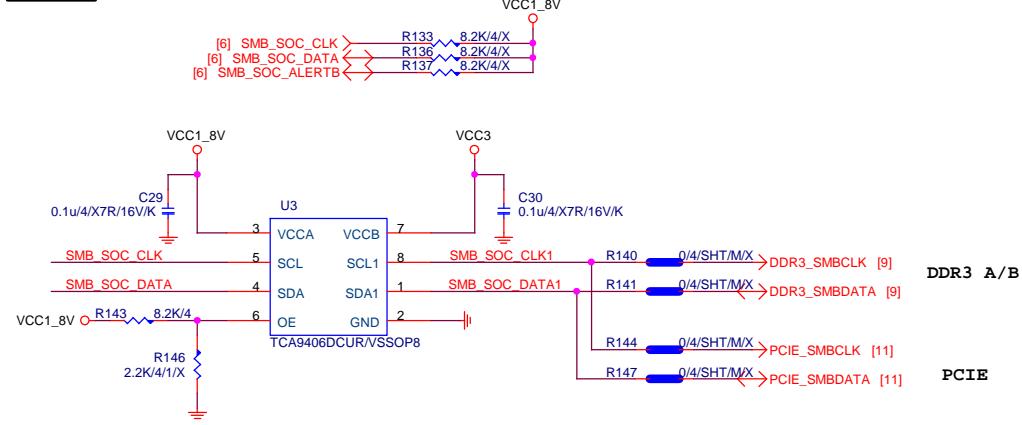 VCC1_8V
[6] SMB_SOC_CLK R133 8.2K/4/X
[6] SMB_SOC_DATA R136 8.2K/4/X
[6] SMB_SOC_ALERTB R137 8.2K/4/X
VCC1_8V VCC3
C29 C30
0.1u/4/X7R/16V/K 0.1u/4/X7R/16V/K
U3
3 VCCA VCCB 7
SMB_SOC_CLK 5 SCL SCL1 8 SMB_SOC_CLK1 R140 0/4/SHT/M/X DDR3_SMBCLK [9]
DDR3 A/B
SMB_SOC_DATA 4 SDA SDA1 1 SMB_SOC_DATA1 R141 0/4/SHT/M/X DDR3_SMBDATA [9]
VCC1_8V R143 8.2K/4 6 OE GND 2
TCA9406DCUR/VSSOP8
R144 0/4/SHT/M/X PCIE_SMBCLK [11]
R146
2.2K/4/1/X
R147 0/4/SHT/M/X PCIE_SMBDATA [11]
PCIE